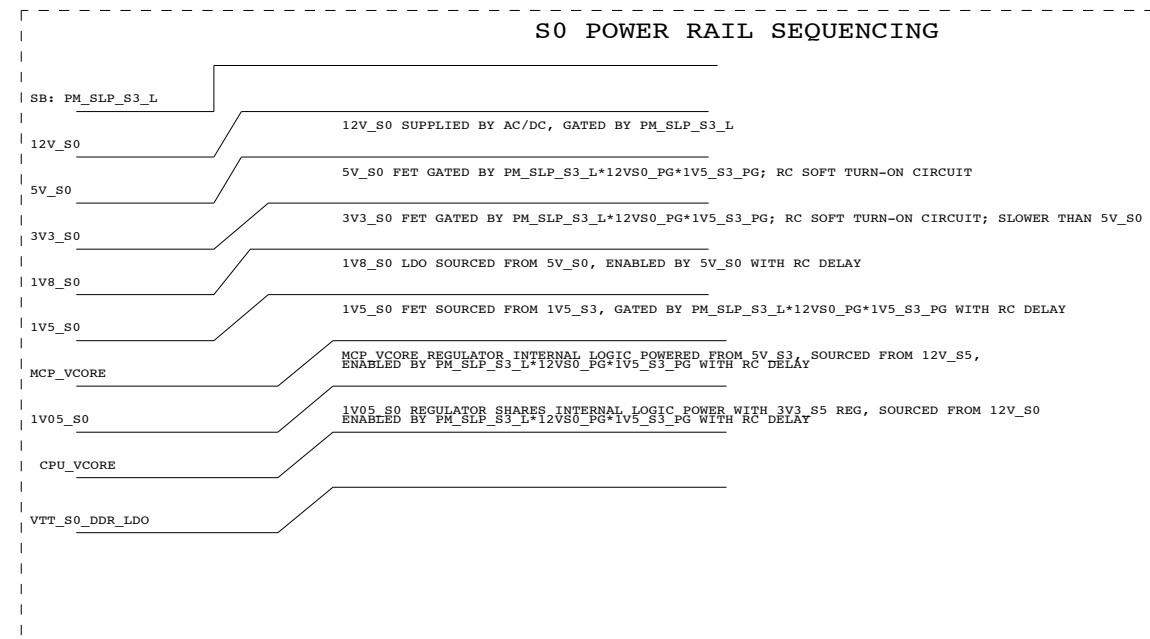 S0 POWER RAIL SEQUENCING
SB: PM_SLP_S3_L
12V_S0 SUPPLIED BY AC/DC, GATED BY PM_SLP_S3_L
12V_S0
5V_S0 FET GATED BY PM_SLP_S3_L*12VS0_PG*1V5_S3_PG; RC SOFT TURN-ON CIRCUIT
5V_S0
3V3_S0 FET GATED BY PM_SLP_S3_L*12VS0_PG*1V5_S3_PG; RC SOFT TURN-ON CIRCUIT; SLOWER THAN 5V_S0
3V3_S0
1V8_S0 LDO SOURCED FROM 5V_S0, ENABLED BY 5V_S0 WITH RC DELAY
1V8_S0
1V5_S0 FET SOURCED FROM 1V5_S3, GATED BY PM_SLP_S3_L*12VS0_PG*1V5_S3_PG WITH RC DELAY
1V5_S0
MCP_VCORE REGULATOR INTERNAL LOGIC POWERED FROM 5V_S3, SOURCED FROM 12V_S5,
ENABLED BY PM_SLP_S3_L*12VS0_PG*1V5_S3_PG WITH RC DELAY
MCP_VCORE
1V05_S0 REGULATOR SHARES INTERNAL LOGIC POWER WITH 3V3_S5 REG, SOURCED FROM 12V_S0
ENABLED BY PM_SLP_S3_L*12VS0_PG*1V5_S3_PG WITH RC DELAY
1V05_S0
CPU_VCORE
VTT_S0_DDR_LDO